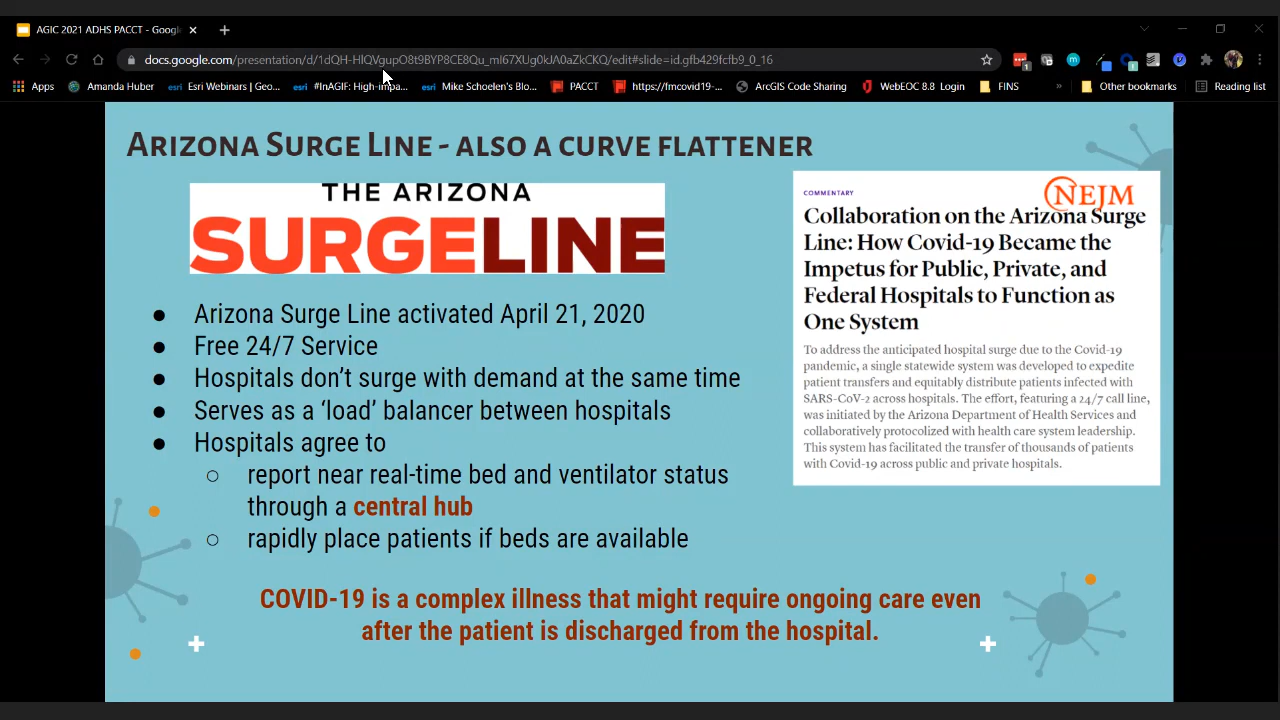 AGIC 2021 ADHS PACCT - Googl
docs.google.com/presentation/d/1dQH-HlQVgupO8t9BYP8CE8Qu_mI67XUg0kJA0aZkCKQ/edit#slide=id.gfb429fcfb9_0_16
Apps Amanda Huber Esri Webinars | Geo... #InAGIF: High-impa... Mike Schoelen's Blo... PACCT https://fmcovid19-... ArcGIS Code Sharing WebEOC 8.8 Login FINS » Other bookmarks Reading list
Arizona Surge Line - also a curve flattener
THE ARIZONA
SURGELINE
● Arizona Surge Line activated April 21, 2020
● Free 24/7 Service
● Hospitals don't surge with demand at the same time
● Serves as a 'load' balancer between hospitals
● Hospitals agree to
○ report near real-time bed and ventilator status
through a central hub
○ rapidly place patients if beds are available
COMMENTARY
NEJM
Collaboration on the Arizona Surge
Line: How Covid-19 Became the
Impetus for Public, Private, and
Federal Hospitals to Function as
One System
To address the anticipated hospital surge due to the Covid-19
pandemic, a single statewide system was developed to expedite
patient transfers and equitably distribute patients infected with
SARS-CoV-2 across hospitals. The effort, featuring a 24/7 call line,
was initiated by the Arizona Department of Health Services and
collaboratively protocolized with health care system leadership.
This system has facilitated the transfer of thousands of patients
with Covid-19 across public and private hospitals.
COVID-19 is a complex illness that might require ongoing care even
after the patient is discharged from the hospital.